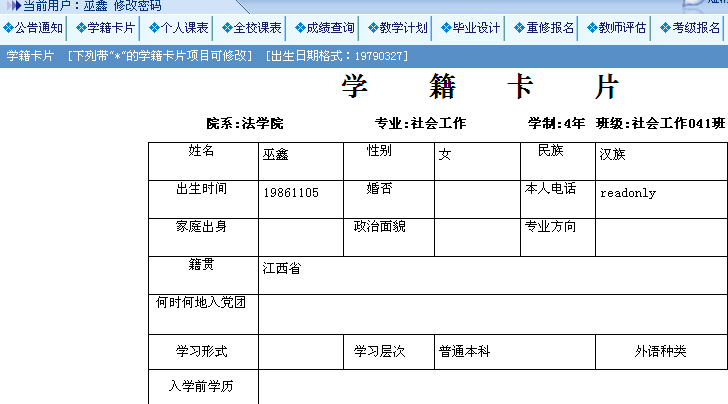 当前用户：巫鑫 修改密码
❖公告通知 ❖学籍卡片 ❖个人课表 ❖全校课表 ❖成绩查询 ❖教学计划 ❖毕业设计 ❖重修报名 ❖教师评估 ❖考级报名
学籍卡片 [下列带"*"的学籍卡片项目可修改] [出生日期格式：19790327]
学 籍 卡 片
院系:法学院 专业:社会工作 学制:4年 班级:社会工作041班
姓名 巫鑫 性别 女 民族 汉族
出生时间 19861105 婚否 本人电话 readonly
家庭出身 政治面貌 专业方向
籍贯 江西省
何时何地入党团
学习形式 学习层次 普通本科 外语种类
入学前学历